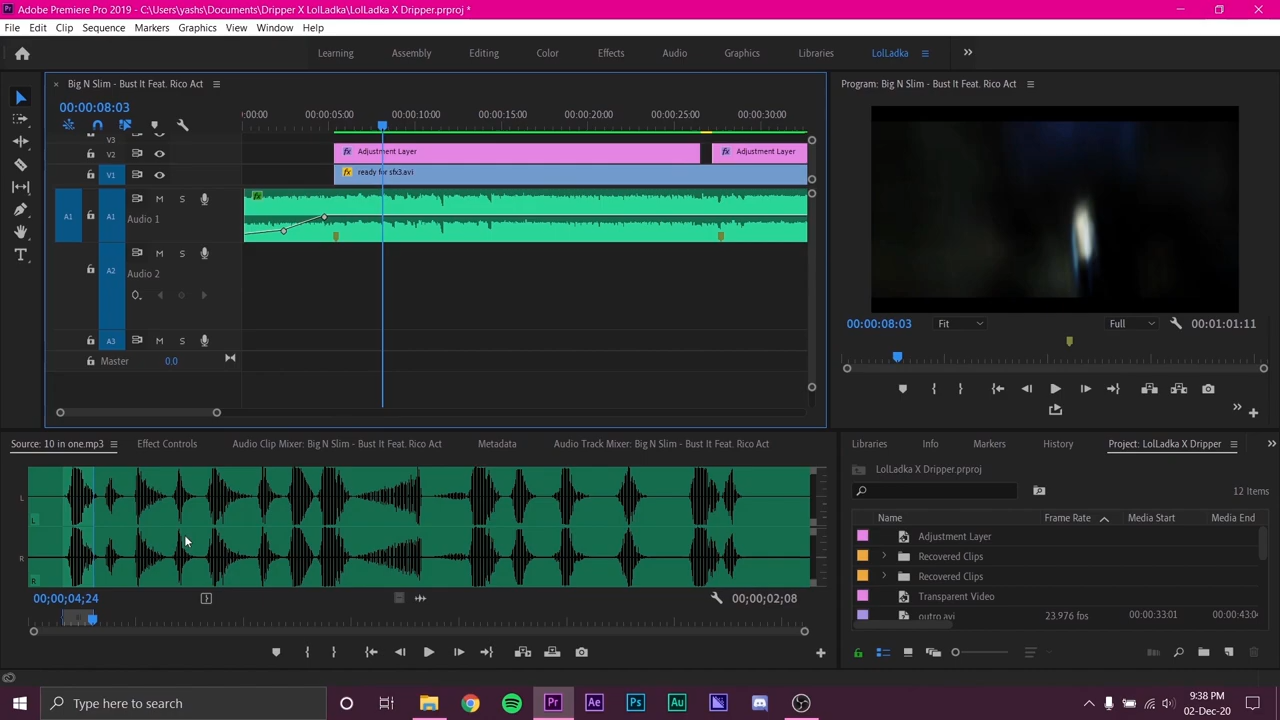 Adobe Premiere Pro 2019 - C:\Users\yashs\Documents\Dripper X LolLadka\LolLadka X Dripper.prproj *
File Edit Clip Sequence Markers Graphics View Window Help
Learning Assembly Editing Color Effects Audio Graphics Libraries LolLadka
Big N Slim - Bust It Feat. Rico Act
00:00:08:03
:00:00 00:00:05:00 00:00:10:00 00:00:15:00 00:00:20:00 00:00:25:00 00:00:30:00
V3
V2 Adjustment Layer Adjustment Layer
V1 fx ready for sfx3.avi
fx
A1 A1 M S
Audio 1
M S
A2
Audio 2
A3 M S
Master 0.0
Program: Big N Slim - Bust It Feat. Rico Act
00:00:08:03 Fit Full 00:01:01:11
Source: 10 in one.mp3 Effect Controls Audio Clip Mixer: Big N Slim - Bust It Feat. Rico Act Metadata Audio Track Mixer: Big N Slim - Bust It Feat. Rico Act
L
R
00;00;04;24 00;00;02;08
Libraries Info Markers History Project: LolLadka X Dripper
LolLadka X Dripper.prproj
12 Items
Name Frame Rate Media Start Media End
Adjustment Layer
Recovered Clips
Recovered Clips
Transparent Video
outro.avi 23.976 fps 00:00:33:01 00:00:43:0
Type here to search
Pr Ae Ps Au
9:38 PM
02-Dec-20